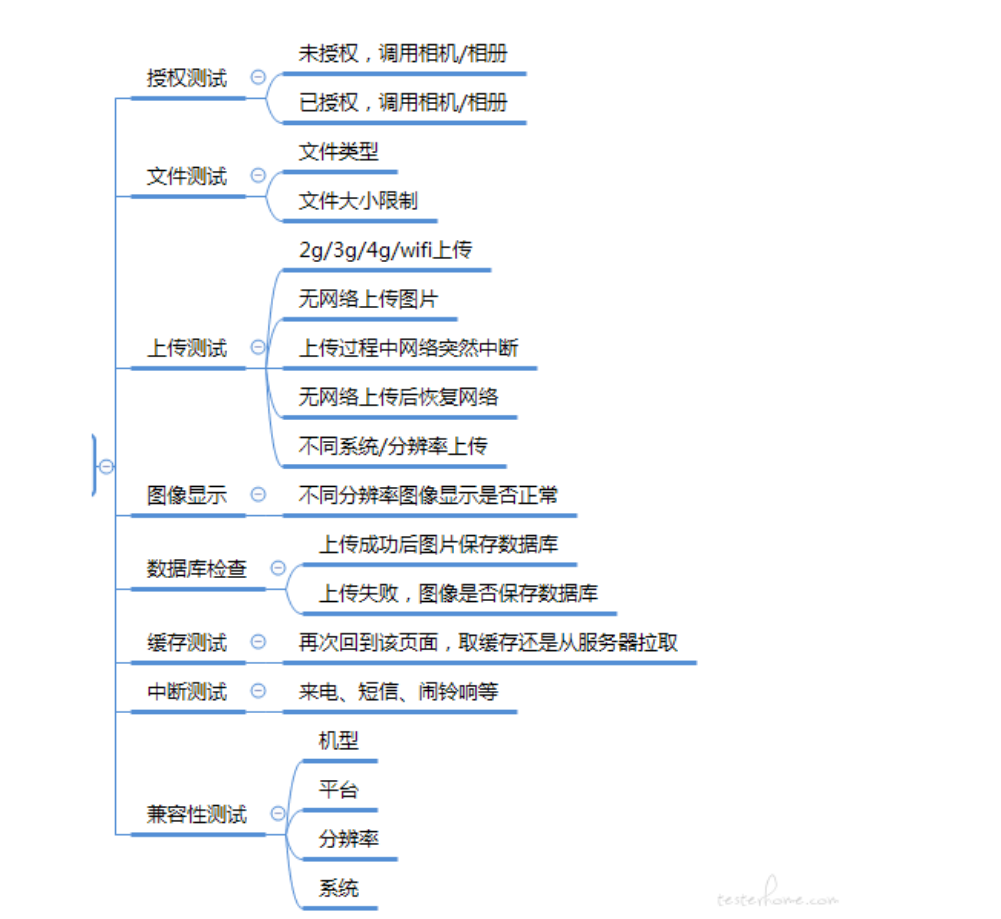 未授权，调用相机/相册
授权测试
已授权，调用相机/相册
文件类型
文件测试
文件大小限制
2g/3g/4g/wifi上传
无网络上传图片
上传测试
上传过程中网络突然中断
无网络上传后恢复网络
不同系统/分辨率上传
图像显示
不同分辨率图像显示是否正常
上传成功后图片保存数据库
数据库检查
上传失败，图像是否保存数据库
缓存测试
再次回到该页面，取缓存还是从服务器拉取
中断测试
来电、短信、闹铃响等
机型
平台
兼容性测试
分辨率
系统
testerhome.com